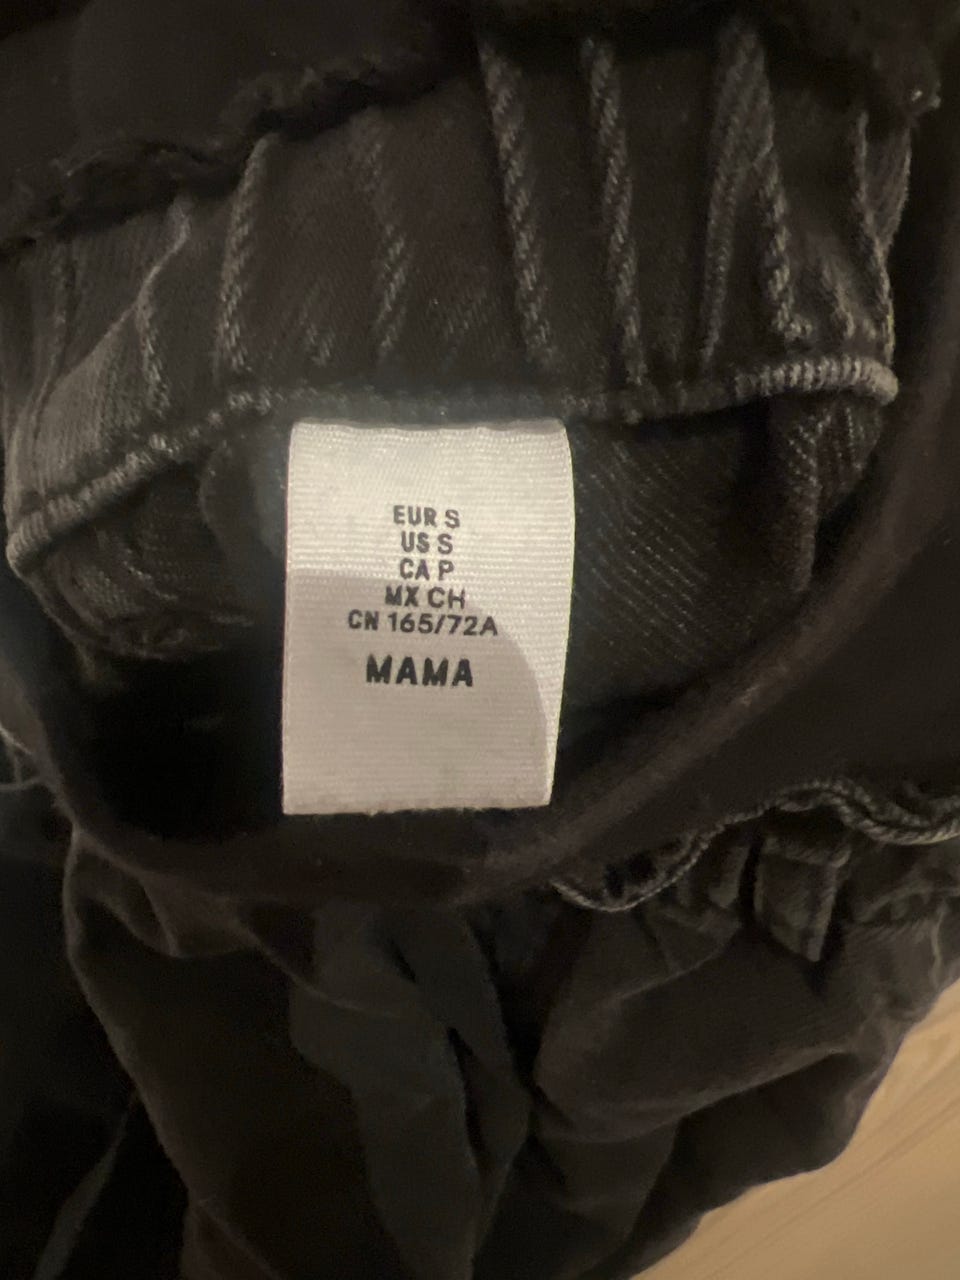 EUR S
US S
CA P
MX CH
CN 165/72A
MAMA